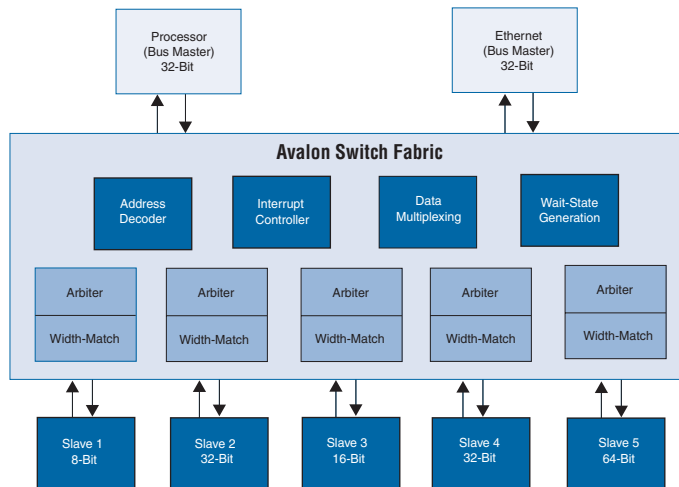 Processor
(Bus Master)
32-Bit
Ethernet
(Bus Master)
32-Bit
Avalon Switch Fabric
Address
Decoder
Interrupt
Controller
Data
Multiplexing
Wait-State
Generation
Arbiter
Width-Match
Arbiter
Width-Match
Arbiter
Width-Match
Arbiter
Width-Match
Arbiter
Width-Match
Slave 1
8-Bit
Slave 2
32-Bit
Slave 3
16-Bit
Slave 4
32-Bit
Slave 5
64-Bit